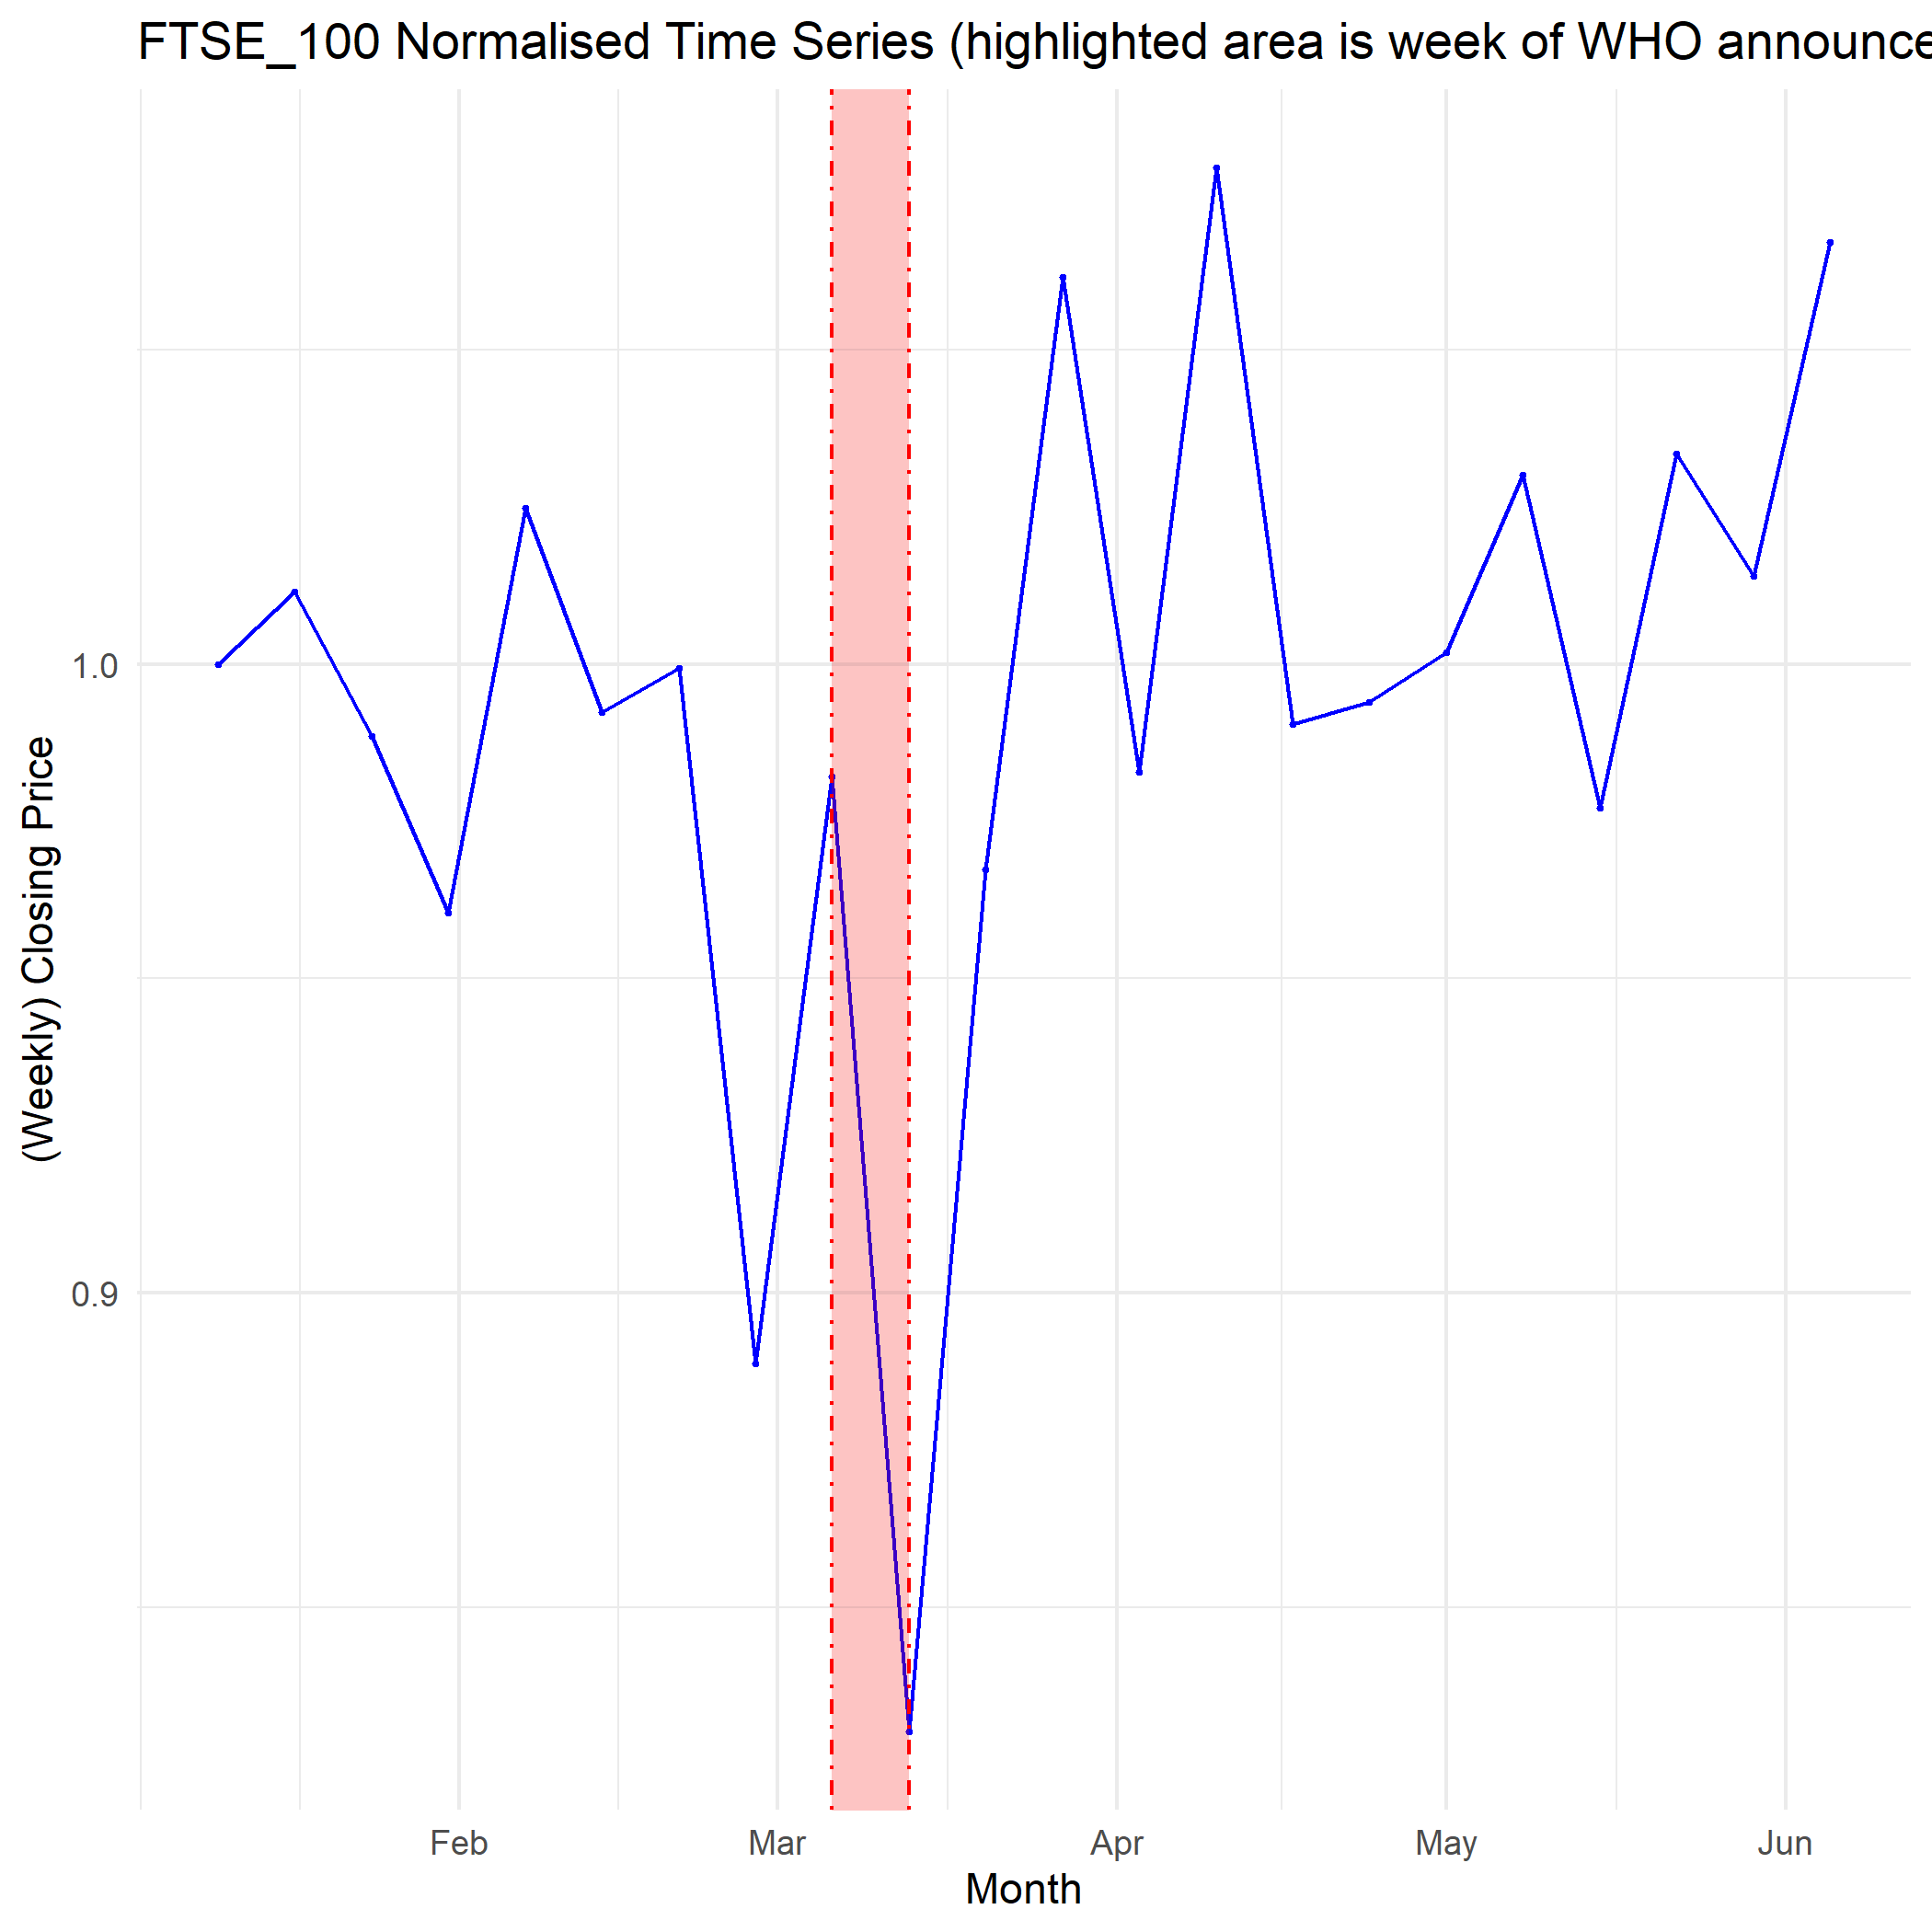 FTSE_100 Normalised Time Series (highlighted area is week of WHO announce
1.0
0.9
(Weekly) Closing Price
Feb Mar Apr May Jun
Month